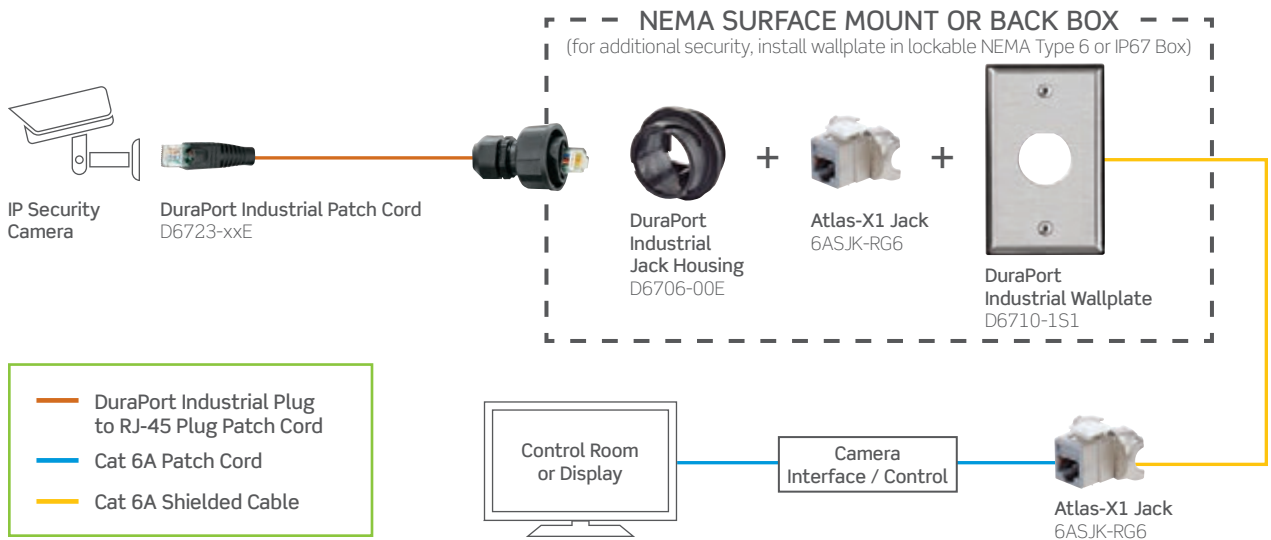 NEMA SURFACE MOUNT OR BACK BOX
(for additional security, install wallplate in lockable NEMA Type 6 or IP67 Box)
IP Security
Camera
DuraPort Industrial Patch Cord
D6723-xxE
DuraPort
Industrial
Jack Housing
D6706-00E
+
Atlas-X1 Jack
6ASJK-RG6
+
DuraPort
Industrial Wallplate
D6710-1S1
DuraPort Industrial Plug
to RJ-45 Plug Patch Cord
Cat 6A Patch Cord
Cat 6A Shielded Cable
Control Room
or Display
Camera
Interface / Control
Atlas-X1 Jack
6ASJK-RG6